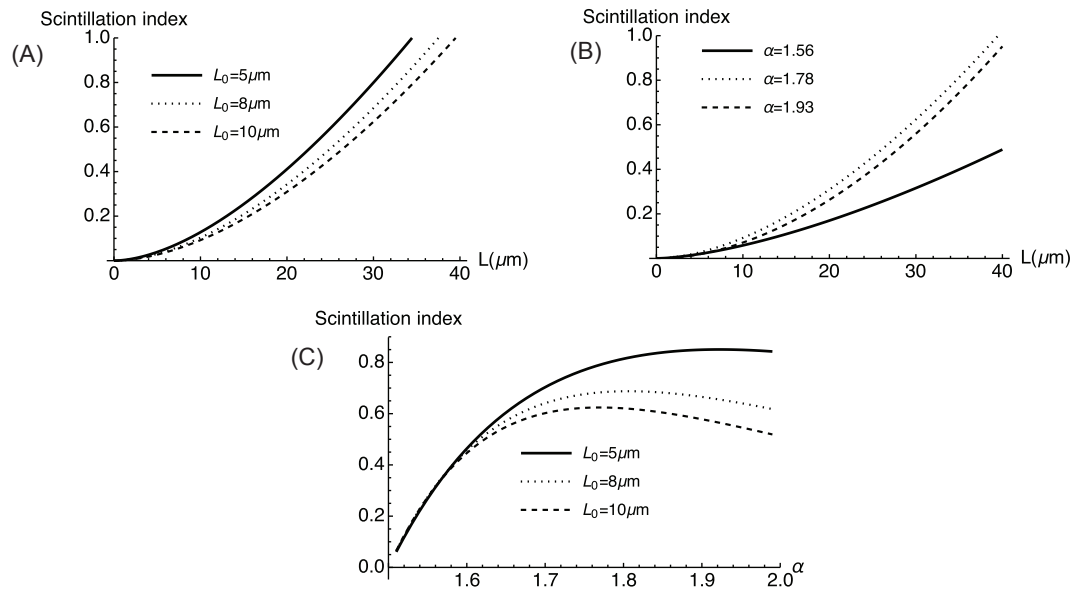 Scintillation index
(A)
1.0
0.8
0.6
0.4
0.2
L₀=5μm
L₀=8μm
L₀=10μm
0 10 20 30 40
L(μm)
Scintillation index
(B)
1.0
0.8
0.6
0.4
0.2
α=1.56
α=1.78
α=1.93
0 10 20 30 40
L(μm)
Scintillation index
(C)
0.8
0.6
0.4
0.2
0.0
L₀=5μm
L₀=8μm
L₀=10μm
1.6 1.7 1.8 1.9 2.0
α